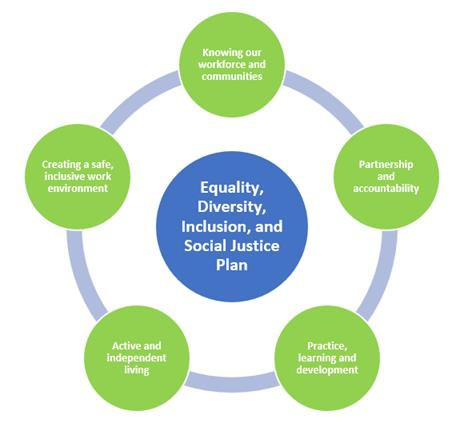 Knowing our
workforce and
communities
Creating a safe,
inclusive work
environment
Partnership
and
accountability
Equality,
Diversity,
Inclusion, and
Social Justice
Plan
Active and
independent
living
Practice,
learning and
development